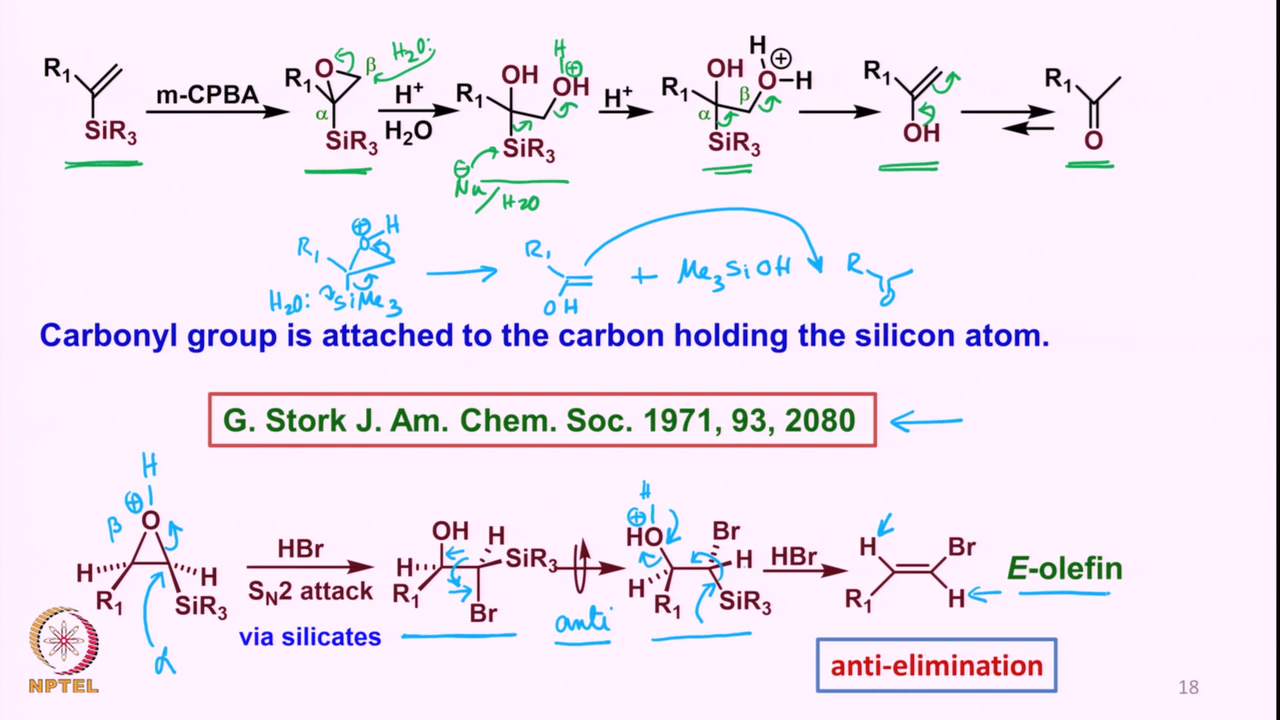 R₁ SiR₃ m-CPBA R₁ O β α SiR₃ H₂O: H⁺ H₂O R₁ OH H ⊕ OH SiR₃ ⊖ Nu/H₂O H⁺ R₁ OH H ⊕ O-H β α SiR₃ R₁ OH R₁ O
R₁ ⊕ O H H₂O: SiMe₃ R₁ OH + Me₃SiOH R O
Carbonyl group is attached to the carbon holding the silicon atom.
G. Stork J. Am. Chem. Soc. 1971, 93, 2080
H ⊕ β O H R₁ H SiR₃ α
HBr
SN2 attack
via silicates
OH H H SiR₃ R₁ Br
anti
H ⊕ HO Br H H R₁ SiR₃
HBr
H Br R₁ H
E-olefin
anti-elimination
NPTEL
18